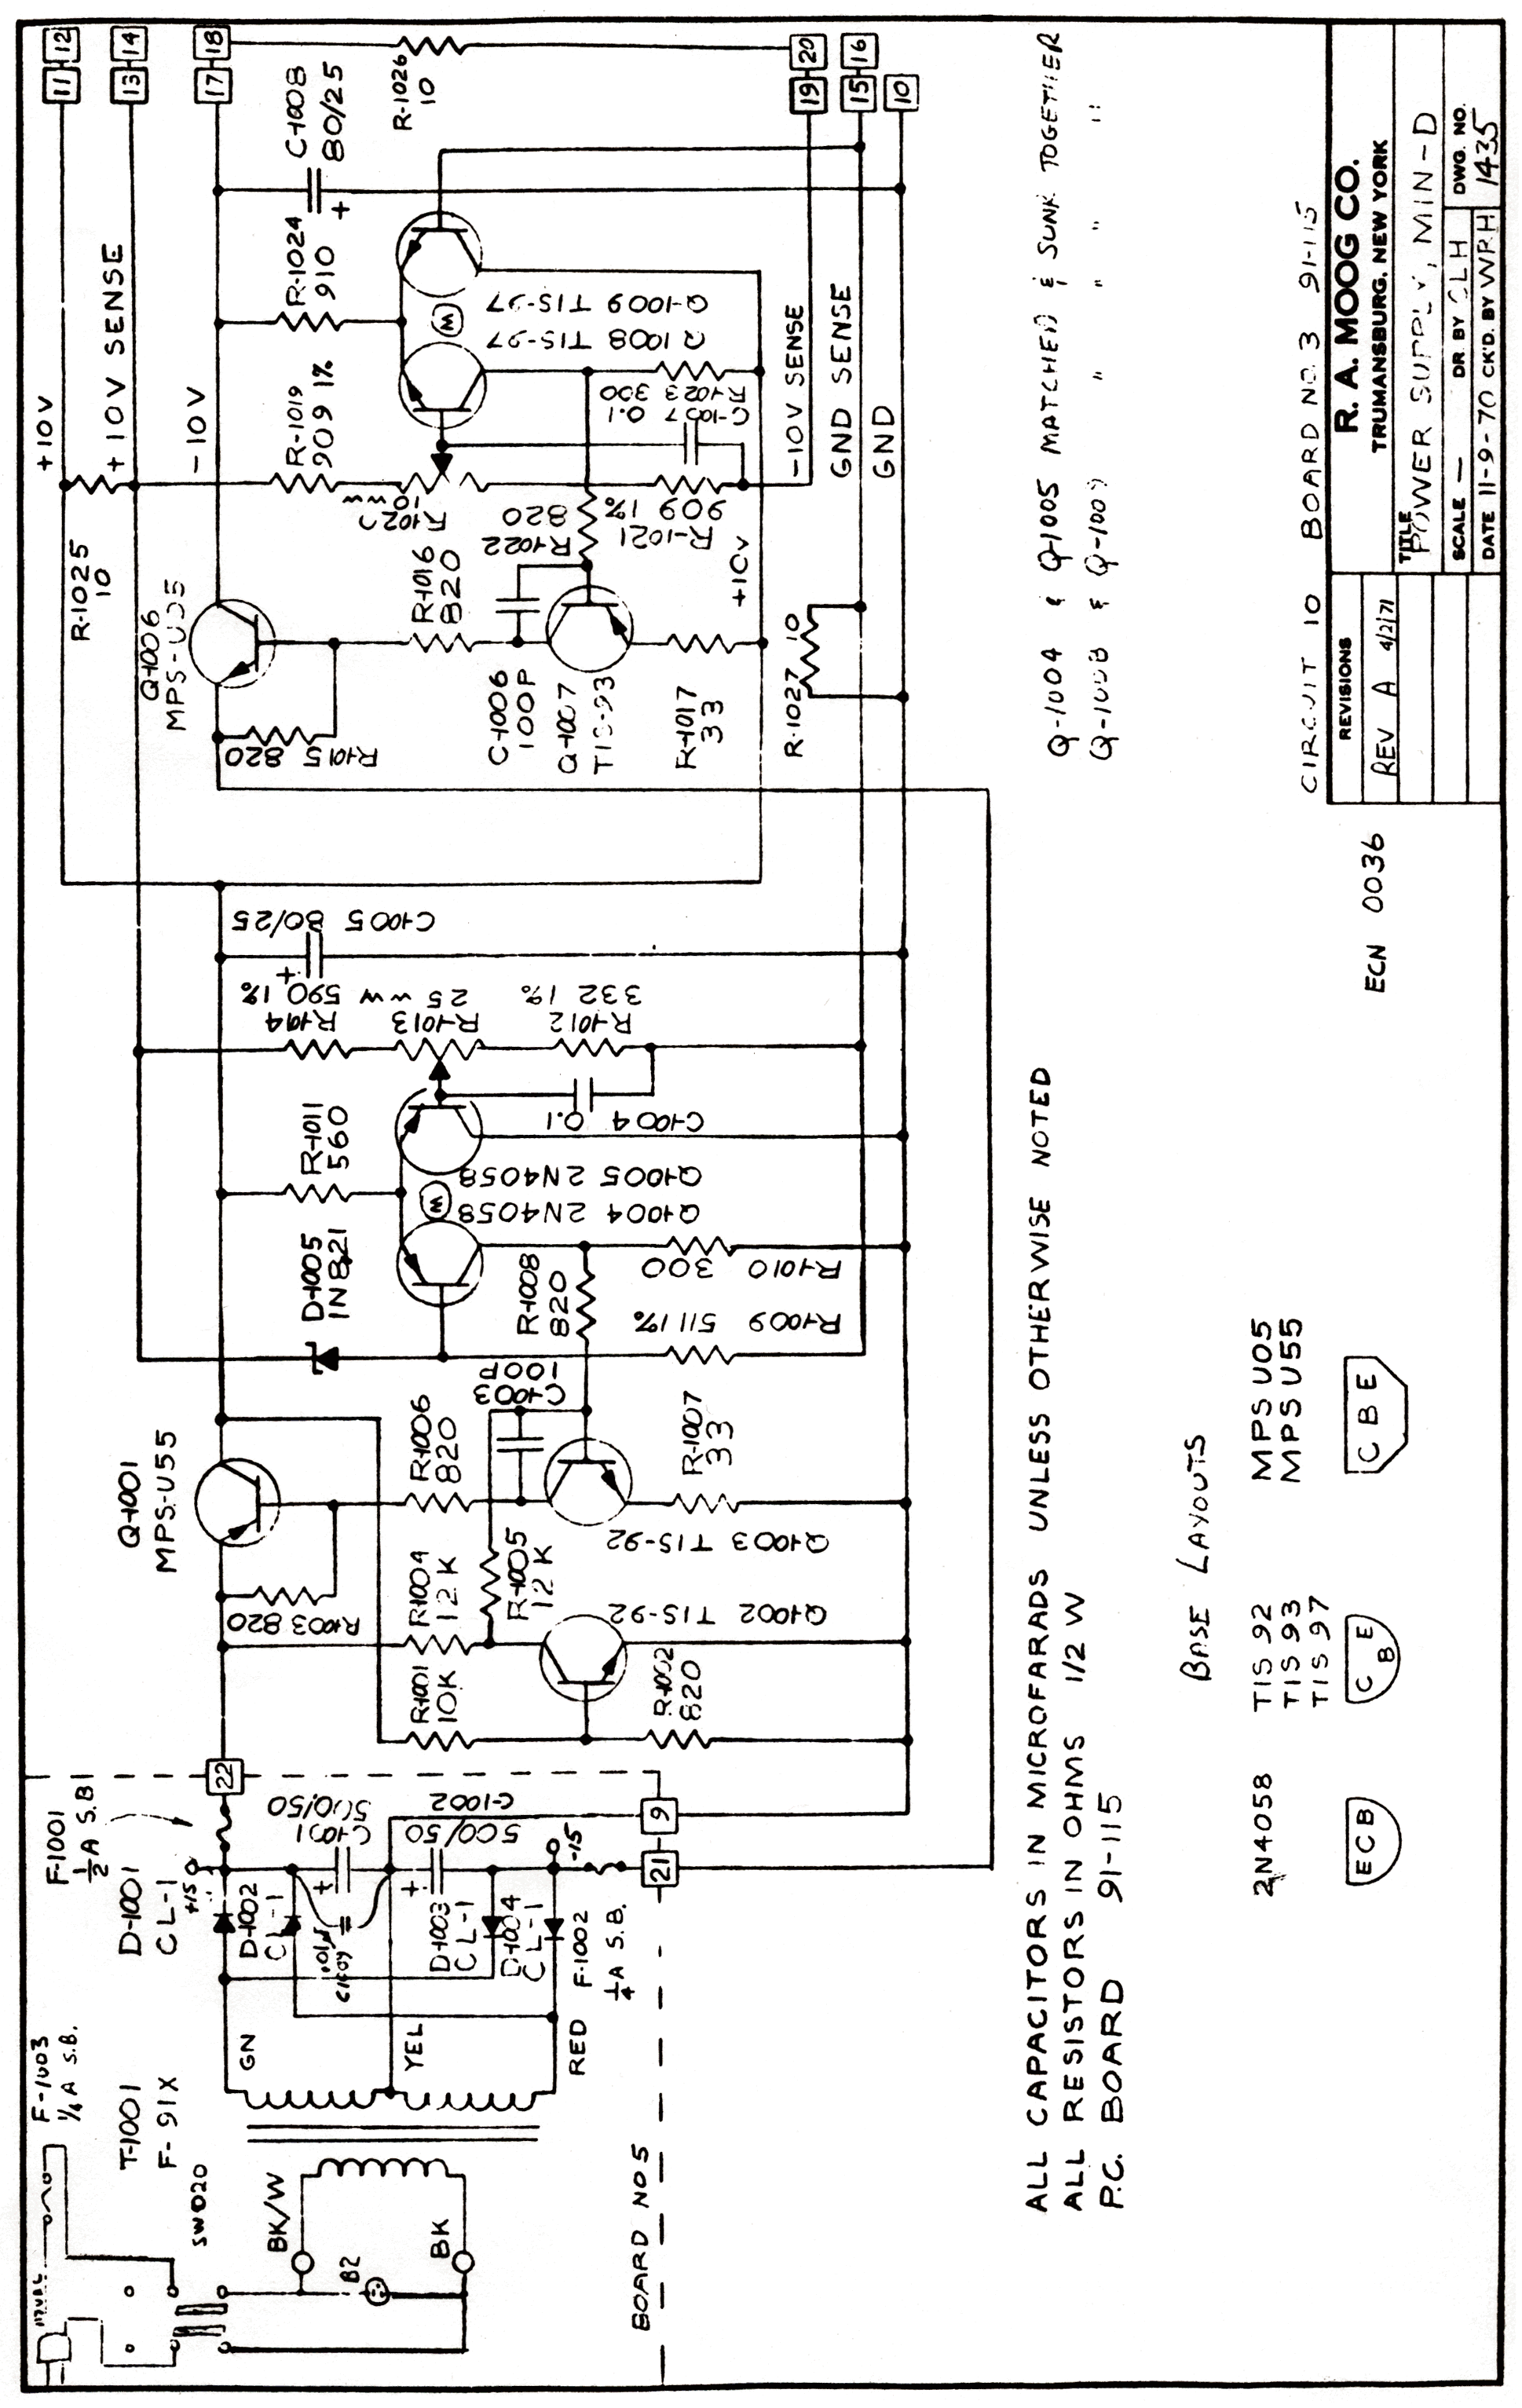 F-1003
1/4 A S.B.
117VAC
T-1001
F-91X
SW1020
BK/W
BK
B2
BOARD NO 5
GN
YEL
RED
F-1001
1/2 A S.B.
D-1001
CL-1
+15
D-1002
CL-1
C-1001
500/50
.01µf
C1009
C-1002
500/50
D-1003
CL-1
D-1004
CL-1
-15
F-1002
1/4 A S.B.
22
9
21
Q-1001
MPS-U55
R-1003 820
R-1001
10K
R-1004
12K
R-1005
12K
R-1002
820
Q-1002 TIS-92
R-1006
820
C-1003
100P
Q-1003 TIS-92
R-1007
33
D-1005
1N821
R-1008
820
R-1009 511 1%
R-1010 300
R-1011
560
M
Q-1004 2N4058
Q-1005 2N4058
C-1004 0.1
R-1014 590 1%
R-1013 25 WW
R-1012 332 1%
C-1005 80/25
+
R-1015 820
Q-1006
MPS-U05
R-1016
820
C-1006
100P
Q-1007
TIS-93
R-1017
33
R-1027 10
R-1025
10
+10V
+10V SENSE
-10V
R-1019
909 1%
R-1020
10 WW
R-1022
820
R-1021
909 1%
+10V
C-1007 0.1
R-1023 300
Q-1008 TIS-97
Q-1009 TIS-97
M
R-1024
910
C-1008
80/25
+
R-1026
10
-10V SENSE
GND SENSE
GND
11 12
13 14
17 18
19 20
15 16
10
ALL CAPACITORS IN MICROFARADS UNLESS OTHERWISE NOTED
ALL RESISTORS IN OHMS 1/2 W
P.C. BOARD 91-115
Q-1004 & Q-1005 MATCHED & SUNK TOGETHER
Q-1008 & Q-1009 " " " "
BASE LAYOUTS
2N4058
E C B
TIS 92
TIS 93
TIS 97
C B E
MPS U05
MPS U55
C B E
ECN 0036
CIRCUIT 10 BOARD NO. 3 91-115
REVISIONS
REV A 4/2/71
R. A. MOOG CO.
TRUMANSBURG, NEW YORK
TITLE
POWER SUPPLY, MIN-D
SCALE — DR. BY CLH
DATE 11-9-70 CK'D. BY WRH
DWG. NO.
1435